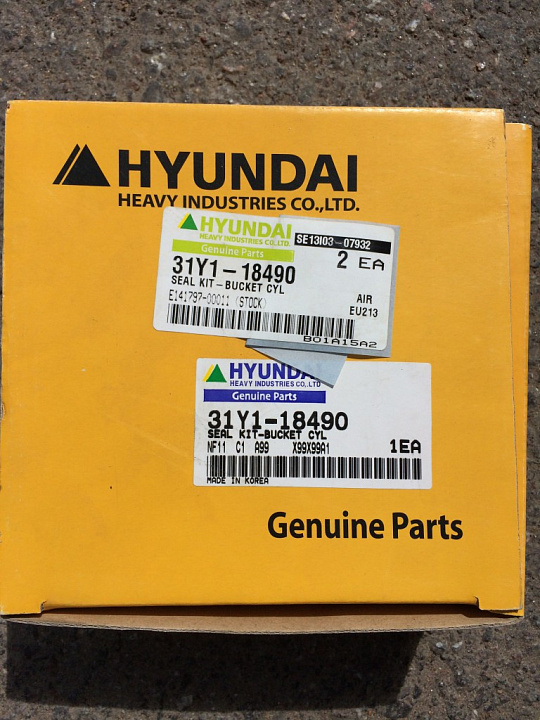 HYUNDAI
HEAVY INDUSTRIES CO.,LTD.
HYUNDAI
HEAVY INDUSTRIES CO.,LTD.
Genuine Parts
SE13I03-07932
31Y1-18490
2 EA
SEAL KIT-BUCKET CYL
E141797-00011 (STOCK)
AIR
EU213
B01A15A2
HYUNDAI
HEAVY INDUSTRIES CO.,LTD
Genuine Parts
31Y1-18490
SEAL KIT-BUCKET CYL
NF11 C1 A99 X99X99A1
1EA
MADE IN KOREA
Genuine Parts